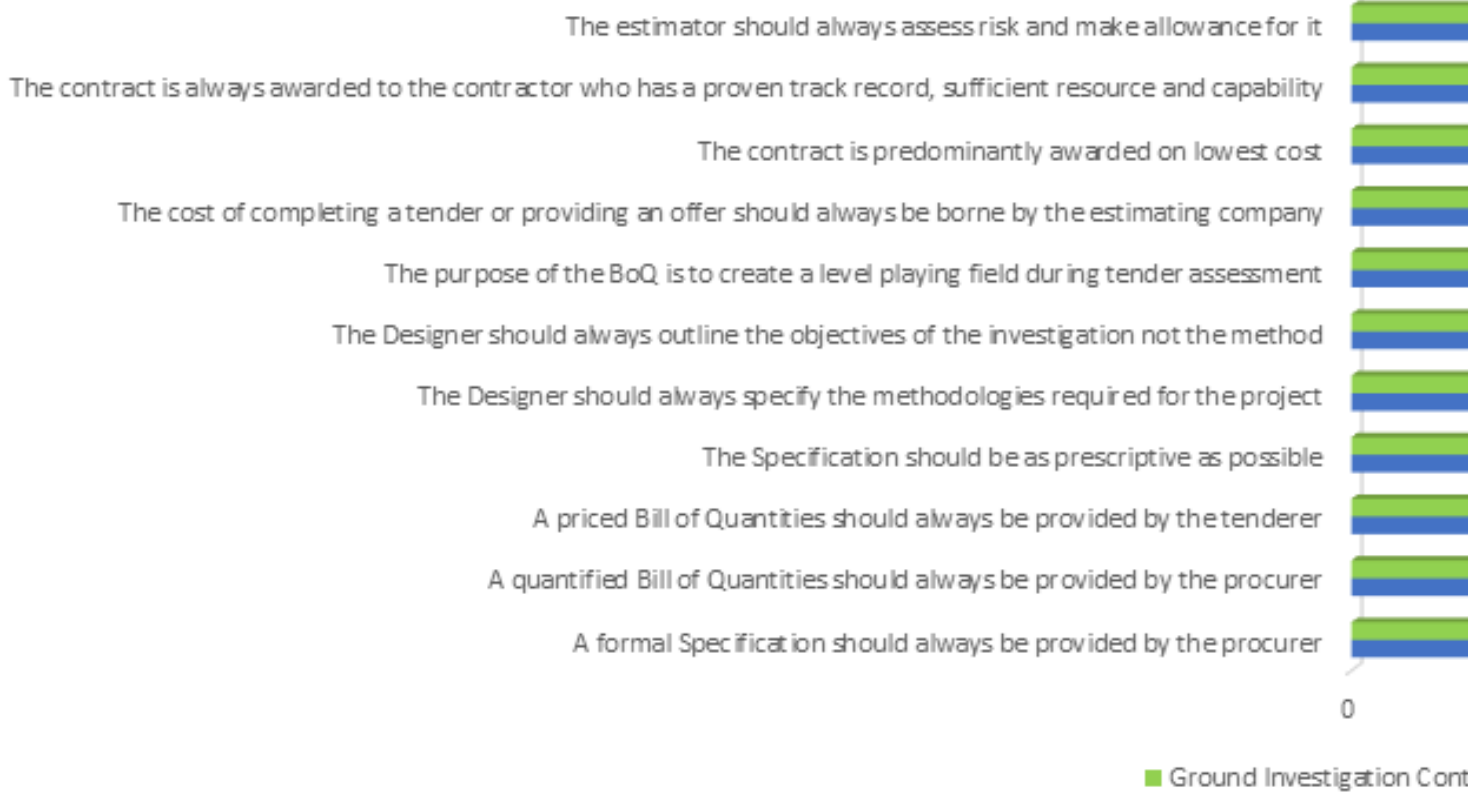 The estimator should always assess risk and make allowance for it
The contract is always awarded to the contractor who has a proven track record, sufficient resource and capability
The contract is predominantly awarded on lowest cost
The cost of completing a tender or providing an offer should always be borne by the estimating company
The purpose of the BoQ is to create a level playing field during tender assessment
The Designer should always outline the objectives of the investigation not the method
The Designer should always specify the methodologies required for the project
The Specification should be as prescriptive as possible
A priced Bill of Quantities should always be provided by the tenderer
A quantified Bill of Quantities should always be provided by the procurer
A formal Specification should always be provided by the procurer
0
Ground Investigation Cont